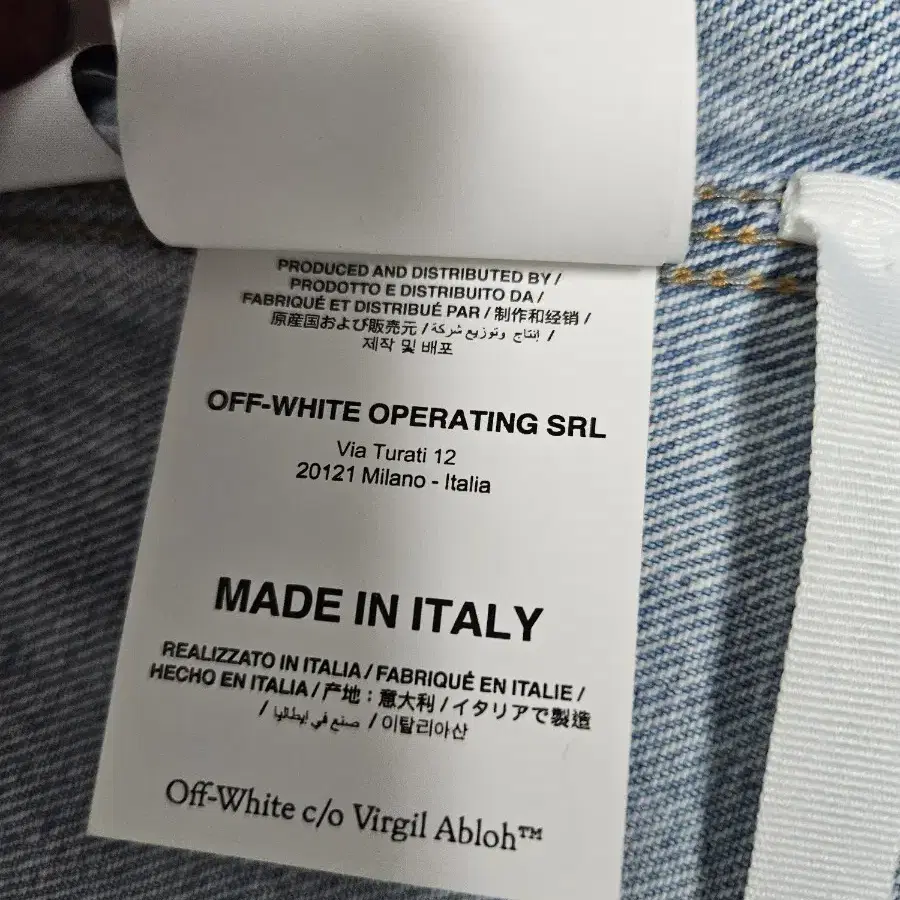 PRODUCED AND DISTRIBUTED BY /
PRODOTTO E DISTRIBUITO DA /
FABRIQUÉ ET DISTRIBUÉ PAR / 制作和经销 /
原産国および販売元 / إنتاج وتوزيع شركة /
제작 및 배포
OFF-WHITE OPERATING SRL
Via Turati 12
20121 Milano - Italia
MADE IN ITALY
REALIZZATO IN ITALIA / FABRIQUÉ EN ITALIE /
HECHO EN ITALIA / 产地：意大利 / イタリアで製造
/ صنع في إيطاليا / 이탈리아산
Off-White c/o Virgil Abloh™